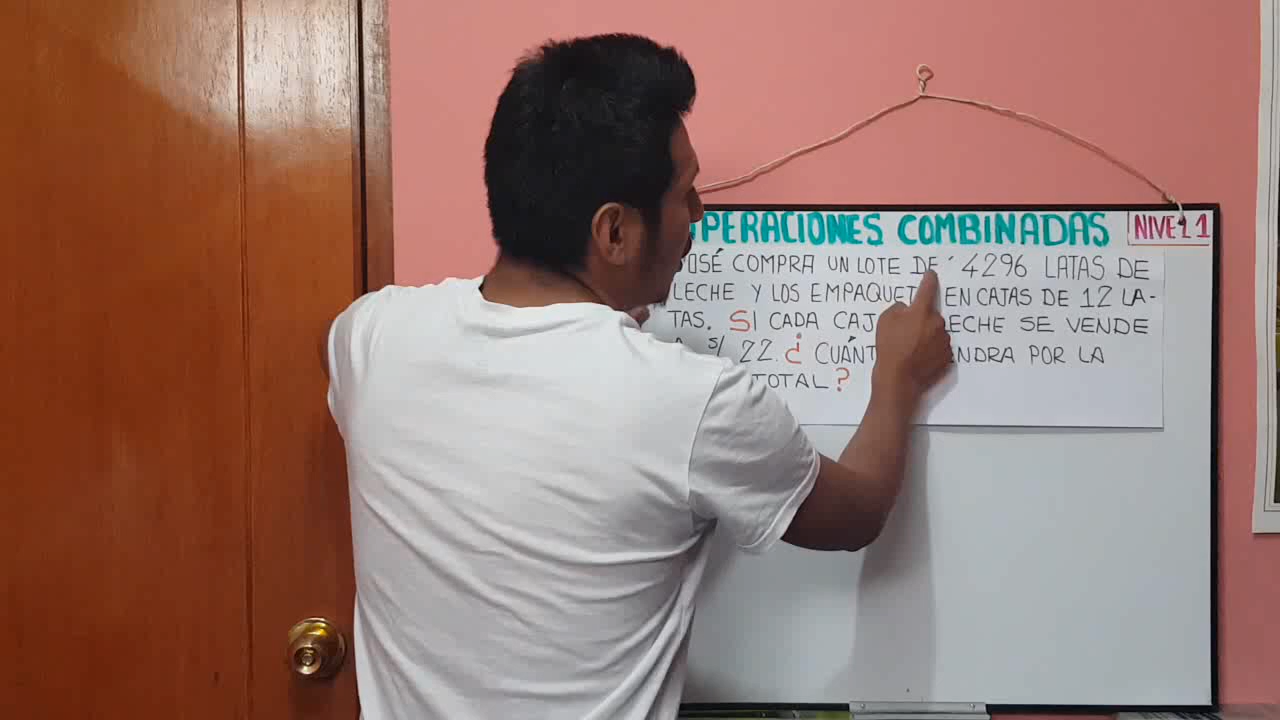 OPERACIONES COMBINADAS NIVEL 1
JOSÉ COMPRA UN LOTE DE 4296 LATAS DE
LECHE Y LOS EMPAQUETA EN CAJAS DE 12 LA-
TAS. SI CADA CAJA LECHE SE VENDE
A S/ 22. ¿ CUÁNTO POR LA
TOTAL ?